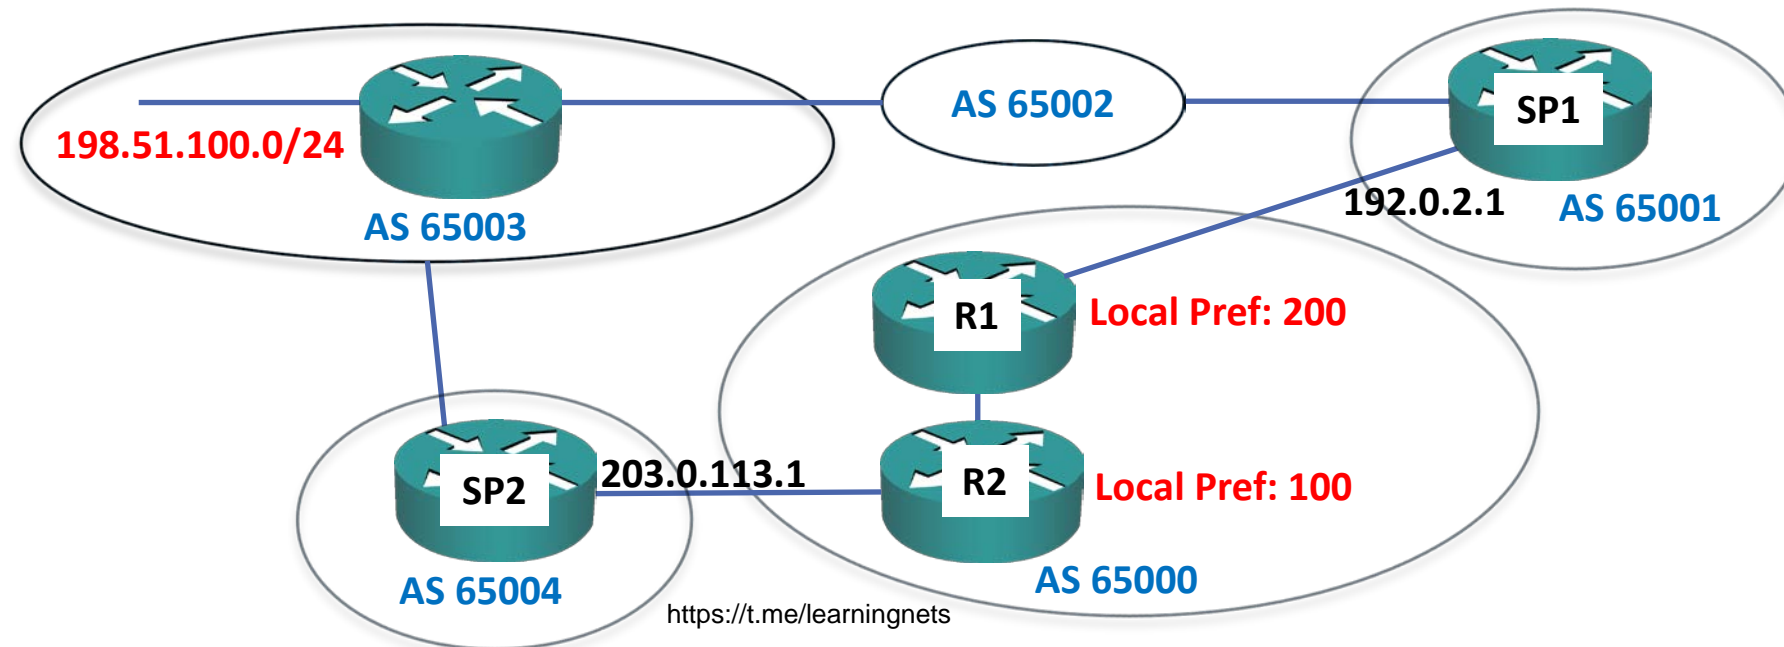 AS 65002
SP1
198.51.100.0/24
192.0.2.1
AS 65001
AS 65003
R1
Local Pref: 200
SP2
203.0.113.1
R2
Local Pref: 100
AS 65004
AS 65000
https://t.me/learningnets